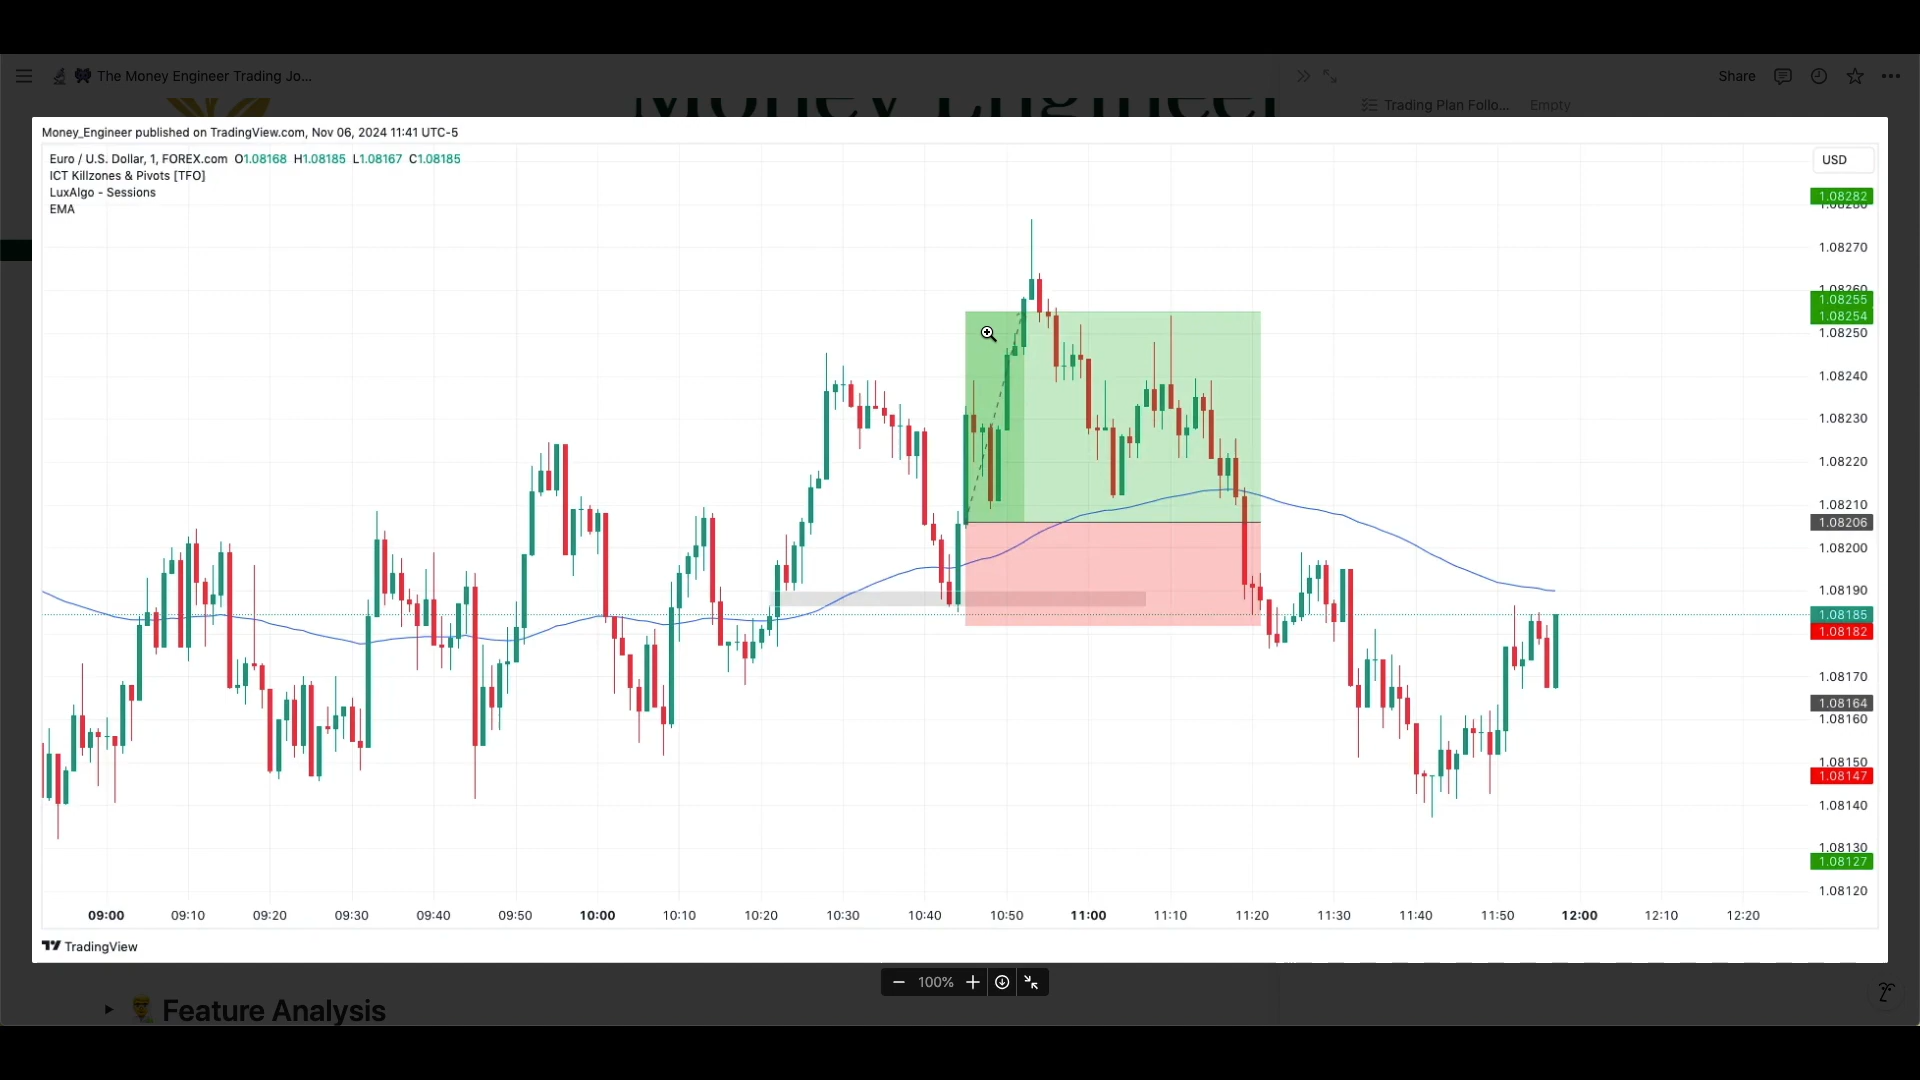 The Money Engineer Trading Jo...
Share
Money Engineer
Trading Plan Follo... Empty
Money_Engineer published on TradingView.com, Nov 06, 2024 11:41 UTC-5
Euro / U.S. Dollar, 1, FOREX.com O1.08168 H1.08185 L1.08167 C1.08185
ICT Killzones & Pivots [TFO]
LuxAlgo - Sessions
EMA
USD
1.08282
1.08280
1.08270
1.08260
1.08255
1.08254
1.08250
1.08240
1.08230
1.08220
1.08210
1.08206
1.08200
1.08190
1.08185
1.08182
1.08170
1.08164
1.08160
1.08150
1.08147
1.08140
1.08130
1.08127
1.08120
09:00 09:10 09:20 09:30 09:40 09:50 10:00 10:10 10:20 10:30 10:40 10:50 11:00 11:10 11:20 11:30 11:40 11:50 12:00 12:10 12:20
TradingView
100%
Feature Analysis